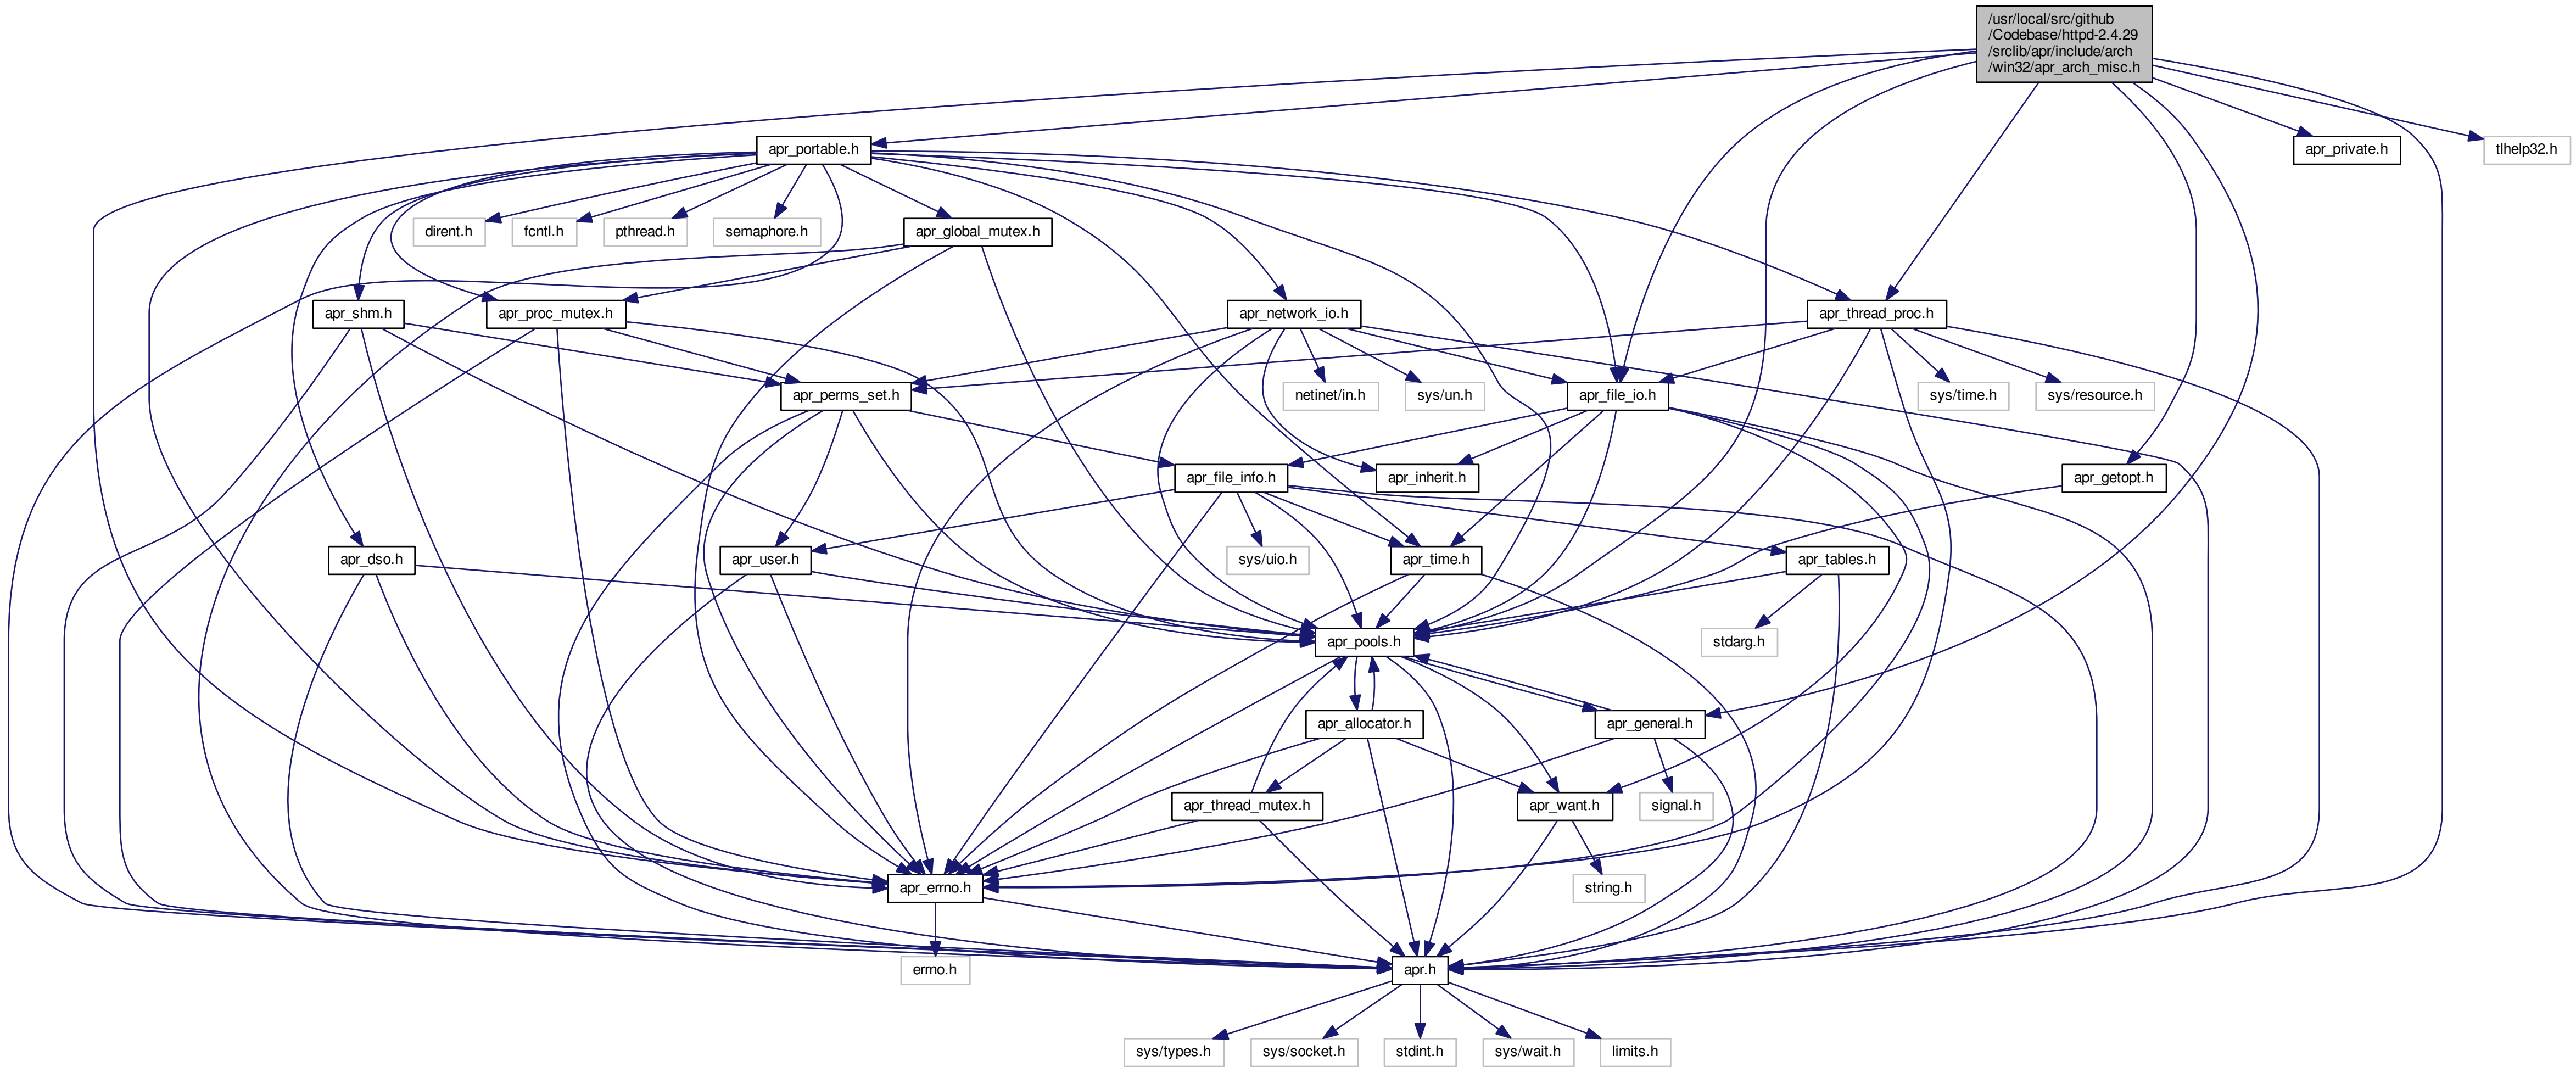 /usr/local/src/github
/Codebase/httpd-2.4.29
/srclib/apr/include/arch
/win32/apr_arch_misc.h
apr_portable.h
apr_private.h
tlhelp32.h
dirent.h
fcntl.h
pthread.h
semaphore.h
apr_global_mutex.h
apr_shm.h
apr_proc_mutex.h
apr_network_io.h
apr_thread_proc.h
apr_perms_set.h
netinet/in.h
sys/un.h
apr_file_io.h
sys/time.h
sys/resource.h
apr_file_info.h
apr_inherit.h
apr_getopt.h
apr_dso.h
apr_user.h
sys/uio.h
apr_time.h
apr_tables.h
apr_pools.h
stdarg.h
apr_allocator.h
apr_general.h
apr_thread_mutex.h
apr_want.h
signal.h
apr_errno.h
string.h
errno.h
apr.h
sys/types.h
sys/socket.h
stdint.h
sys/wait.h
limits.h